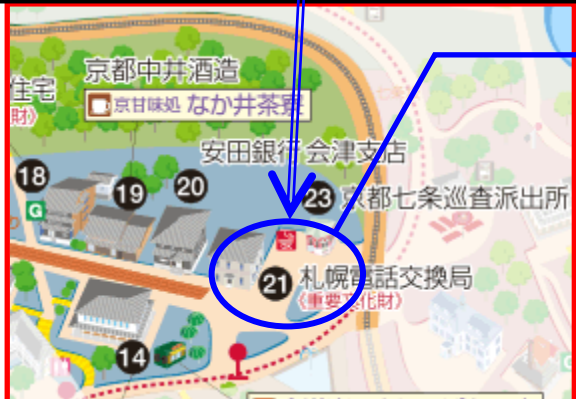 京都中井酒造
住宅
財》
京甘味処 なか井茶寮
安田銀行 会津支店
18
19
20
23
京都七条巡査派出所
G
21
札幌電話交換局
《重要文化財》
14